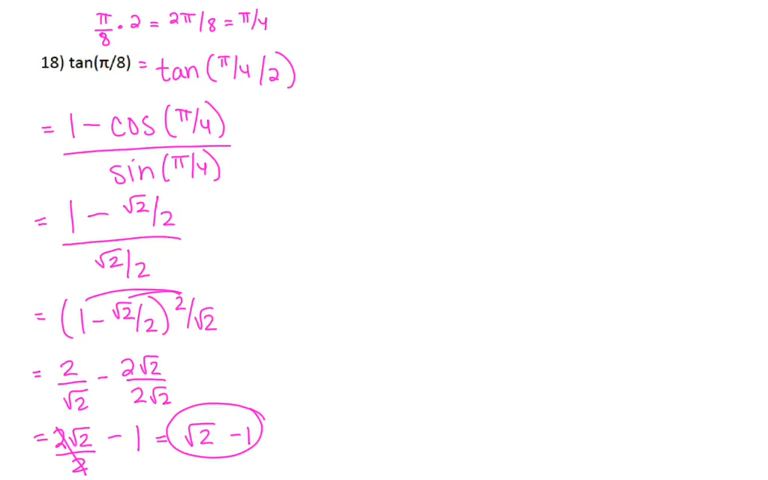 π/8 · 2 = 2π/8 = π/4
18) tan(π/8) = tan(π/4/2)
= 1 - cos(π/4) / sin(π/4)
= 1 - √2/2 / √2/2
= (1 - √2/2) 2/√2
= 2/√2 - 2√2/2√2
= 2√2/2 - 1 = √2 - 1